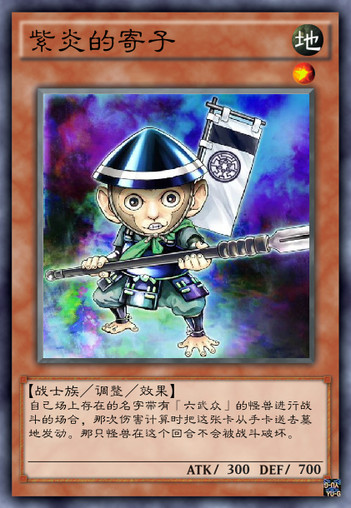 紫炎的寄子
地
【战士族／调整／效果】
自己场上存在的名字带有「六武众」的怪兽进行战
斗的场合，那次伤害计算时把这张卡从手卡送去墓
地发动。那只怪兽在这个回合不会被战斗破坏。
ATK/ 300 DEF/ 700